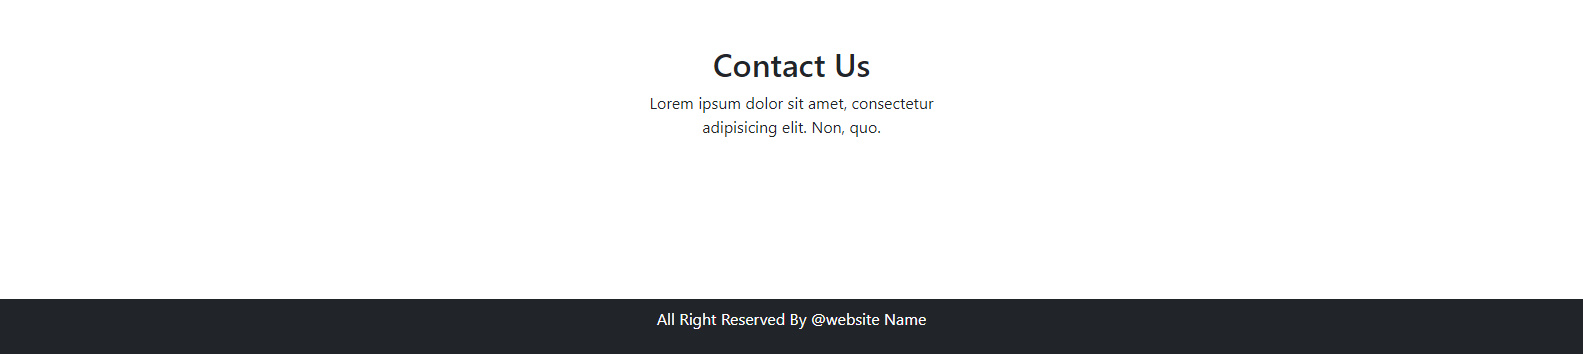 Contact Us
Lorem ipsum dolor sit amet, consectetur
adipisicing elit. Non, quo.
All Right Reserved By @website Name